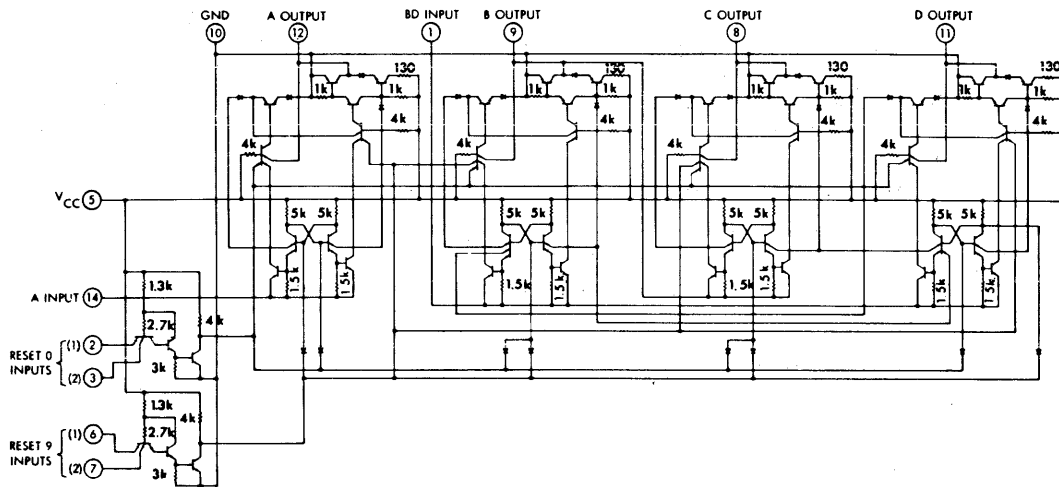 GND A OUTPUT BD INPUT B OUTPUT C OUTPUT D OUTPUT
10 12 1 9 8 11
130 130 130 130
1k 1k 1k 1k 1k 1k 1k 1k
4k 4k 4k 4k
4k 4k 4k 4k
VCC 5
5k 5k 5k 5k 5k 5k 5k 5k
1.5k 1.5k 1.5k 1.5k 1.5k 1.5k 1.5k 1.5k
A INPUT 14
1.3k
4k
2.7k
RESET 0 INPUTS
(1) 2
(2) 3
3k
1.3k
4k
2.7k
RESET 9 INPUTS
(1) 6
(2) 7
3k